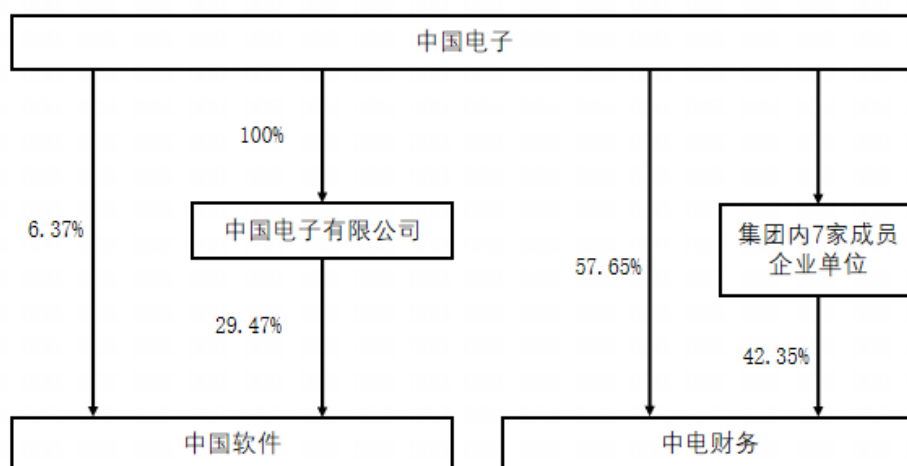 中国电子
100%
6.37%
中国电子有限公司
集团内7家成员
企业单位
57.65%
29.47%
42.35%
中国软件
中电财务